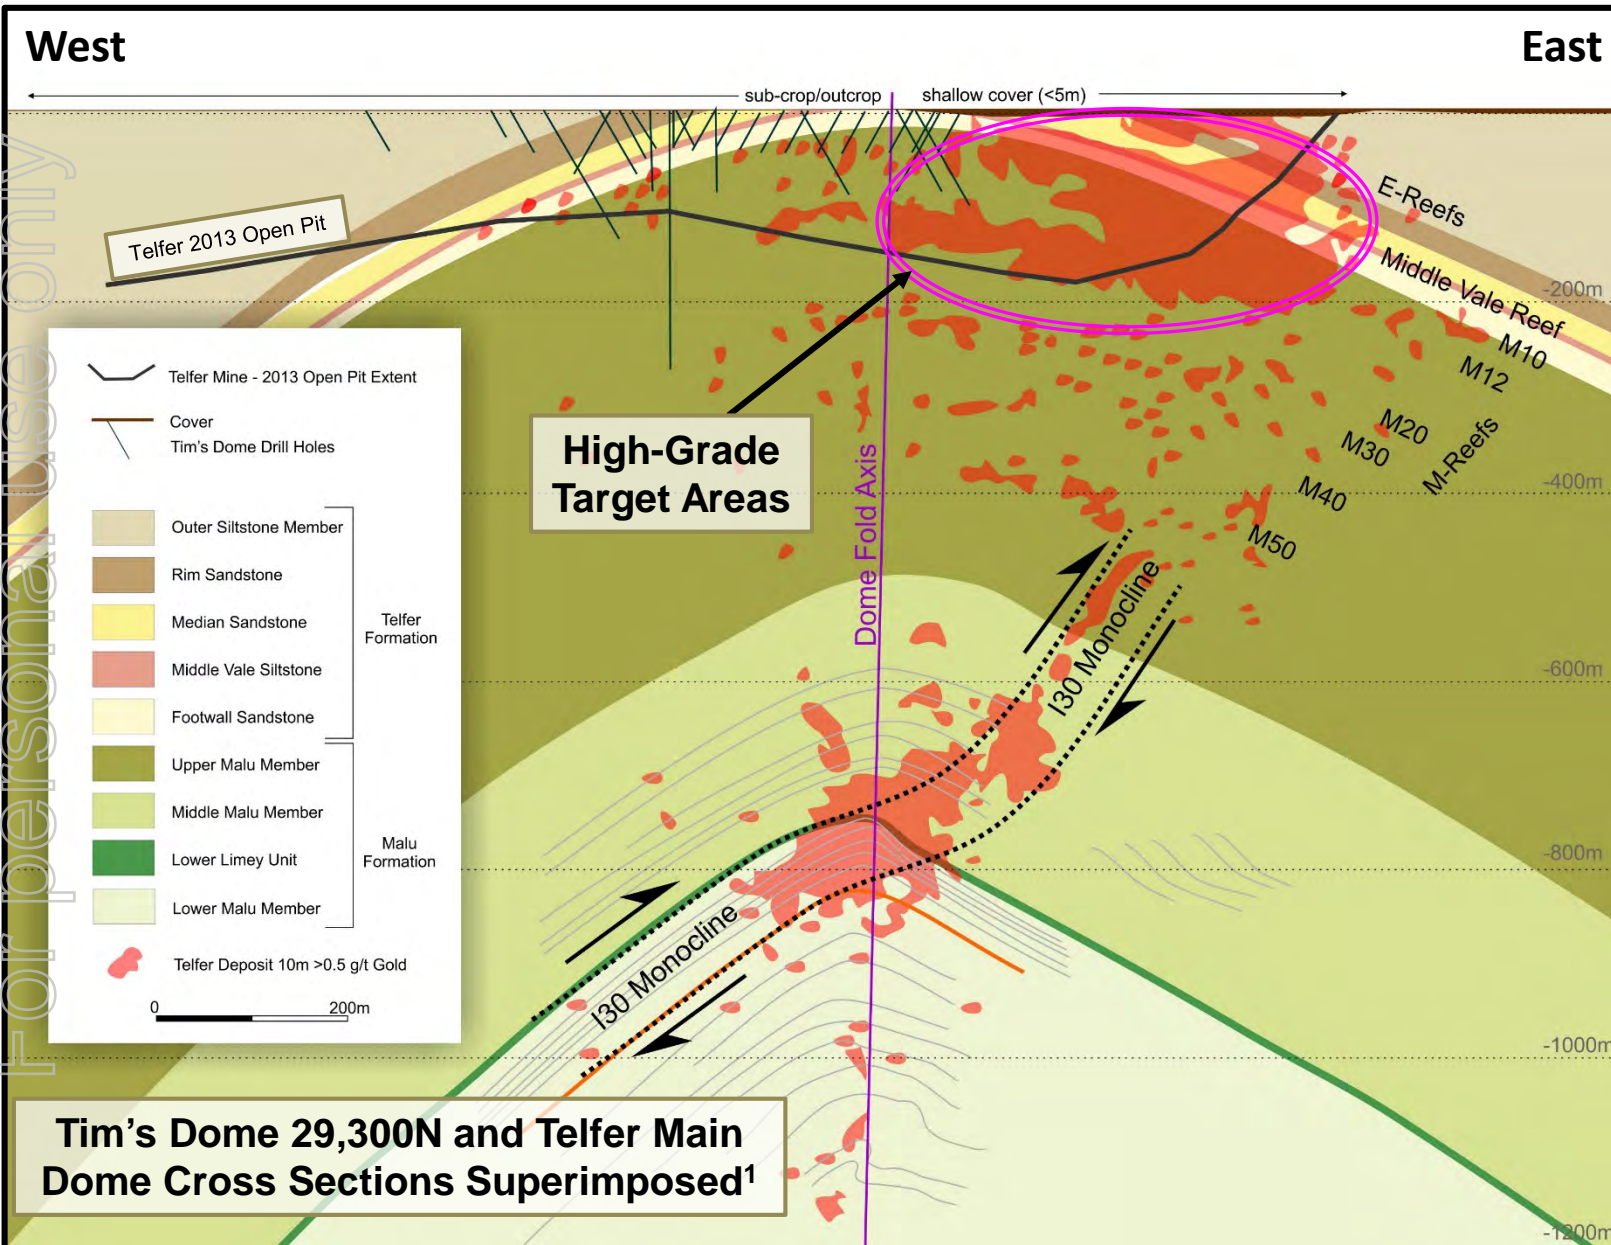 West
East
sub-crop/outcrop
shallow cover (<5m)
For personal use only
Telfer 2013 Open Pit
E-Reefs
Middle Vale Reef
-200m
M10
M12
M20
M30
M-Reefs
M40
-400m
M50
High-Grade
Target Areas
Dome Fold Axis
I30 Monocline
-600m
-800m
I30 Monocline
-1000m
-1200m
Telfer Mine - 2013 Open Pit Extent
Cover
Tim's Dome Drill Holes
Outer Siltstone Member
Rim Sandstone
Median Sandstone
Middle Vale Siltstone
Footwall Sandstone
Telfer
Formation
Upper Malu Member
Middle Malu Member
Lower Limey Unit
Lower Malu Member
Malu
Formation
Telfer Deposit 10m >0.5 g/t Gold
0
200m
Tim's Dome 29,300N and Telfer Main
Dome Cross Sections Superimposed¹